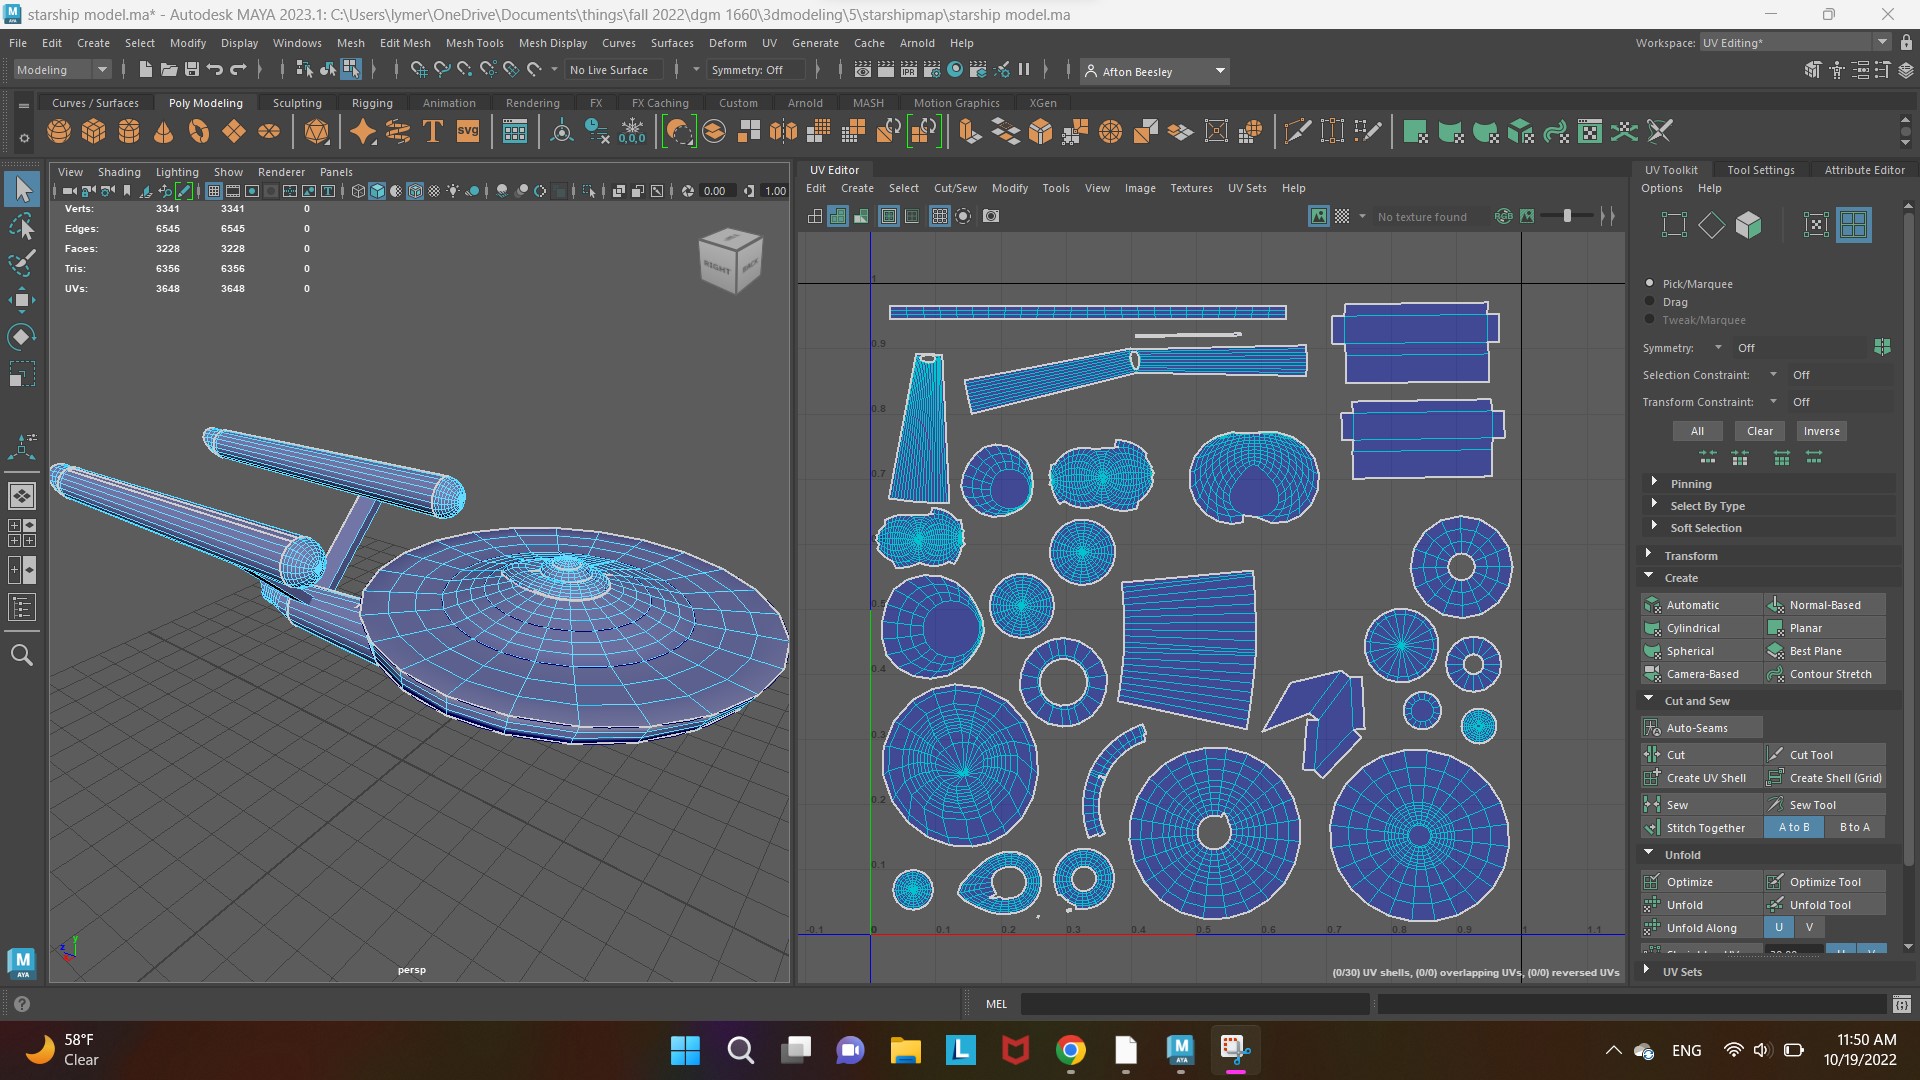 starship model.ma* - Autodesk MAYA 2023.1: C:\Users\lymer\OneDrive\Documents\things\fall 2022\dgm 1660\3dmodeling\5\starshipmap\starship model.ma
File Edit Create Select Modify Display Windows Mesh Edit Mesh Mesh Tools Mesh Display Curves Surfaces Deform UV Generate Cache Arnold Help
Workspace: UV Editing*
Modeling No Live Surface Symmetry: Off IPR Afton Beesley
Curves / Surfaces Poly Modeling Sculpting Rigging Animation Rendering FX FX Caching Custom Arnold MASH Motion Graphics XGen
T svg 0,0,0
View Shading Lighting Show Renderer Panels
0.00 1.00
Verts: 3341 3341 0
Edges: 6545 6545 0
Faces: 3228 3228 0
Tris: 6356 6356 0
UVs: 3648 3648 0
RIGHT BACK
persp
y
z
UV Editor
Edit Create Select Cut/Sew Modify Tools View Image Textures UV Sets Help
No texture found RGB
1
0.9
0.8
0.7
0.5
0.4
0.3
0.2
0.1
-0.1 0 0.1 0.2 0.3 0.4 0.5 0.6 0.7 0.8 0.9 1 1.1
(0/30) UV shells, (0/0) overlapping UVs, (0/0) reversed UVs
UV Toolkit Tool Settings Attribute Editor
Options Help
Pick/Marquee
Drag
Tweak/Marquee
Symmetry: Off
Selection Constraint: Off
Transform Constraint: Off
All Clear Inverse
Pinning
Select By Type
Soft Selection
Transform
Create
Automatic Normal-Based
Cylindrical Planar
Spherical Best Plane
Camera-Based Contour Stretch
Cut and Sew
Auto-Seams
Cut Cut Tool
Create UV Shell Create Shell (Grid)
Sew Sew Tool
Stitch Together A to B B to A
Unfold
Optimize Optimize Tool
Unfold Unfold Tool
Unfold Along U V
UV Sets
MEL
58°F
Clear
L
M
AYA
ENG
11:50 AM
10/19/2022